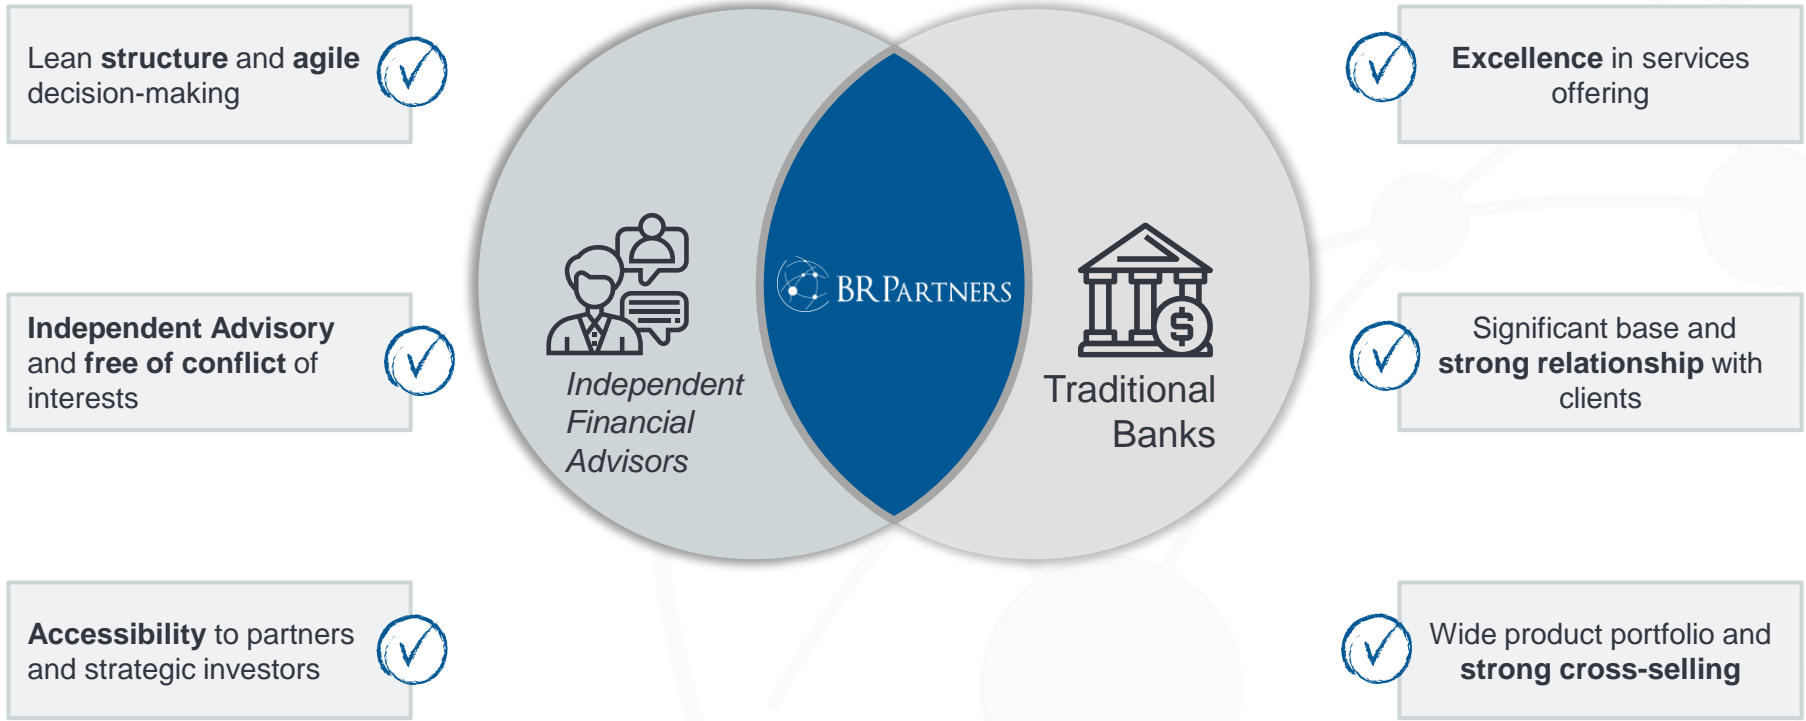 Lean structure and agile
decision-making
Independent Advisory
and free of conflict of
interests
Accessibility to partners
and strategic investors
Independent
Financial
Advisors
BR PARTNERS
Traditional
Banks
Excellence in services
offering
Significant base and
strong relationship with
clients
Wide product portfolio and
strong cross-selling